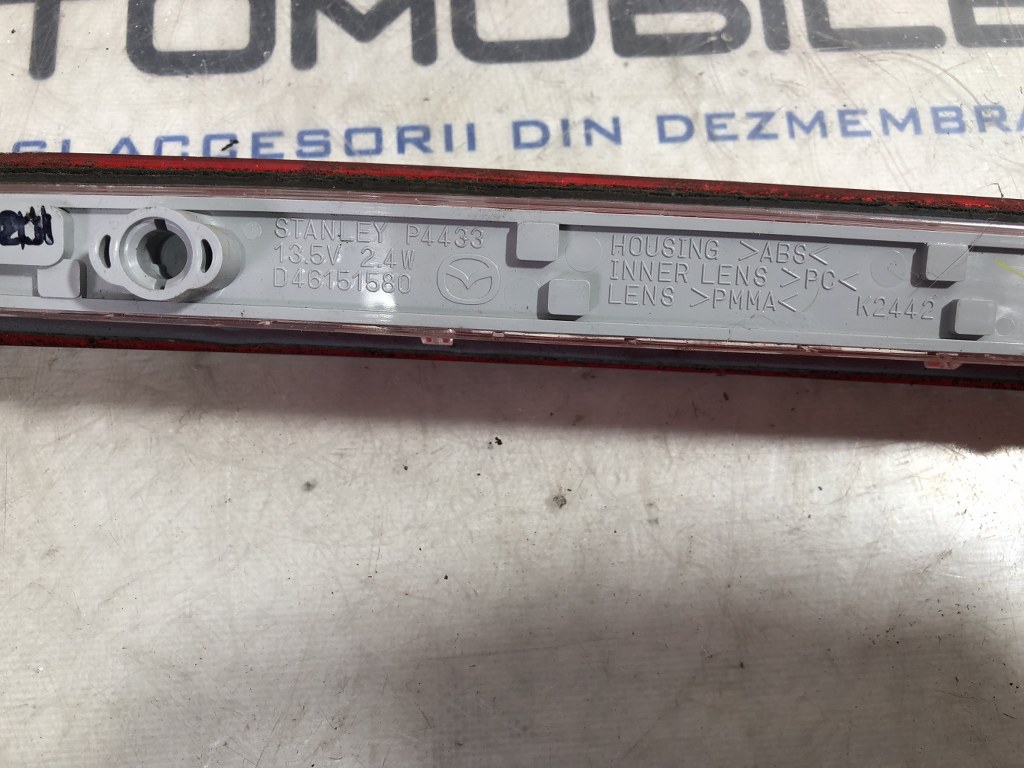 TOMOBILE
SI ACCESORII DIN DEZMEMBRA
STANLEY P4433
13.5V 2.4W
D46151580
HOUSING >ABS<
INNER LENS >PC<
LENS >PMMA<
K2442